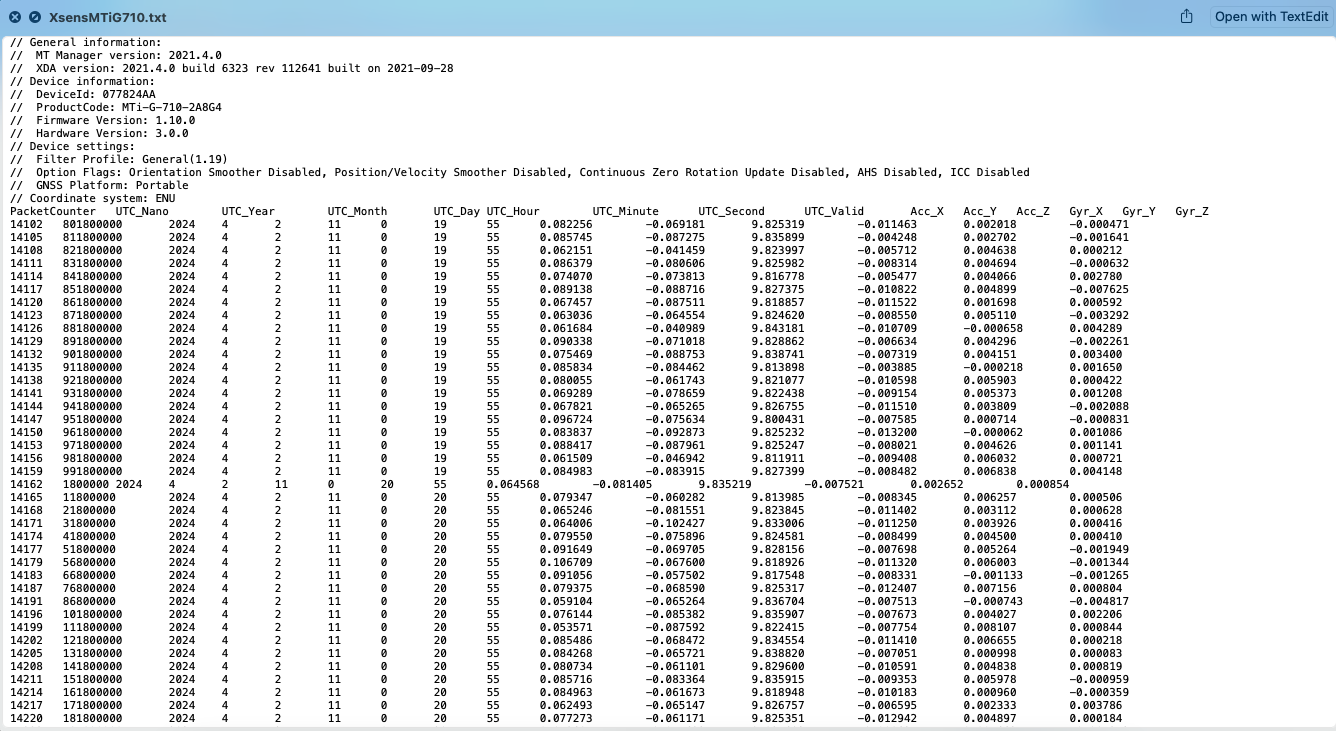 XsensMTiG710.txt
Open with TextEdit
// General information:
//  MT Manager version: 2021.4.0
//  XDA version: 2021.4.0 build 6323 rev 112641 built on 2021-09-28
// Device information:
//  DeviceId: 077824AA
//  ProductCode: MTi-G-710-2A8G4
//  Firmware Version: 1.10.0
//  Hardware Version: 3.0.0
// Device settings:
//  Filter Profile: General(1.19)
//  Option Flags: Orientation Smoother Disabled, Position/Velocity Smoother Disabled, Continuous Zero Rotation Update Disabled, AHS Disabled, ICC Disabled
//  GNSS Platform: Portable
// Coordinate system: ENU
PacketCounter UTC_Nano UTC_Year UTC_Month UTC_Day UTC_Hour UTC_Minute UTC_Second UTC_Valid Acc_X Acc_Y Acc_Z Gyr_X Gyr_Y Gyr_Z
14102 801800000 2024 4 2 11 0 19 55 0.082256 -0.069181 9.825319 -0.011463 0.002018 -0.000471
14105 811800000 2024 4 2 11 0 19 55 0.085745 -0.087275 9.835899 -0.004248 0.002702 -0.001641
14108 821800000 2024 4 2 11 0 19 55 0.062151 -0.041459 9.823997 -0.005712 0.004638 0.000212
14111 831800000 2024 4 2 11 0 19 55 0.086379 -0.080606 9.825982 -0.008314 0.004694 -0.000632
14114 841800000 2024 4 2 11 0 19 55 0.074070 -0.073813 9.816778 -0.005477 0.004066 0.002780
14117 851800000 2024 4 2 11 0 19 55 0.089138 -0.088716 9.827375 -0.010822 0.004899 -0.007625
14120 861800000 2024 4 2 11 0 19 55 0.067457 -0.087511 9.818857 -0.011522 0.001698 0.000592
14123 871800000 2024 4 2 11 0 19 55 0.063036 -0.064554 9.824620 -0.008550 0.005110 -0.003292
14126 881800000 2024 4 2 11 0 19 55 0.061684 -0.040989 9.843181 -0.010709 -0.000658 0.004289
14129 891800000 2024 4 2 11 0 19 55 0.090338 -0.071018 9.828862 -0.006634 0.004296 -0.002261
14132 901800000 2024 4 2 11 0 19 55 0.075469 -0.088753 9.838741 -0.007319 0.004151 0.003400
14135 911800000 2024 4 2 11 0 19 55 0.085834 -0.084462 9.813898 -0.003885 -0.000218 0.001650
14138 921800000 2024 4 2 11 0 19 55 0.080055 -0.061743 9.821077 -0.010598 0.005903 0.000422
14141 931800000 2024 4 2 11 0 19 55 0.069289 -0.078659 9.822438 -0.009154 0.005373 0.001208
14144 941800000 2024 4 2 11 0 19 55 0.067821 -0.065265 9.826755 -0.011510 0.003809 -0.002088
14147 951800000 2024 4 2 11 0 19 55 0.096724 -0.075634 9.800431 -0.007585 0.000714 -0.000831
14150 961800000 2024 4 2 11 0 19 55 0.083837 -0.092873 9.825232 -0.013200 -0.000062 0.001086
14153 971800000 2024 4 2 11 0 19 55 0.088417 -0.087961 9.825247 -0.008021 0.004626 0.001141
14156 981800000 2024 4 2 11 0 19 55 0.061509 -0.046942 9.811911 -0.009408 0.006032 0.000721
14159 991800000 2024 4 2 11 0 19 55 0.084983 -0.083915 9.827399 -0.008482 0.006838 0.004148
14162 1800000 2024 4 2 11 0 20 55 0.064568 -0.081405 9.835219 -0.007521 0.002652 0.000854
14165 11800000 2024 4 2 11 0 20 55 0.079347 -0.060282 9.813985 -0.008345 0.006257 0.000506
14168 21800000 2024 4 2 11 0 20 55 0.065246 -0.081551 9.823845 -0.011402 0.003112 0.000628
14171 31800000 2024 4 2 11 0 20 55 0.064006 -0.102427 9.833006 -0.011250 0.003926 0.000416
14174 41800000 2024 4 2 11 0 20 55 0.079550 -0.075896 9.824581 -0.008499 0.004500 0.000410
14177 51800000 2024 4 2 11 0 20 55 0.091649 -0.069705 9.828156 -0.007698 0.005264 -0.001949
14179 56800000 2024 4 2 11 0 20 55 0.106709 -0.067600 9.818926 -0.011320 0.006003 -0.001344
14183 66800000 2024 4 2 11 0 20 55 0.091056 -0.057502 9.817548 -0.008331 -0.001133 -0.001265
14187 76800000 2024 4 2 11 0 20 55 0.079375 -0.068590 9.825317 -0.012407 0.007156 0.000804
14191 86800000 2024 4 2 11 0 20 55 0.059104 -0.065264 9.836704 -0.007513 -0.000743 -0.004817
14196 101800000 2024 4 2 11 0 20 55 0.076144 -0.085382 9.835907 -0.007673 0.004027 0.002206
14199 111800000 2024 4 2 11 0 20 55 0.053571 -0.087592 9.822415 -0.007754 0.008107 0.000844
14202 121800000 2024 4 2 11 0 20 55 0.085486 -0.068472 9.834554 -0.011410 0.006655 0.000218
14205 131800000 2024 4 2 11 0 20 55 0.084268 -0.065721 9.838820 -0.007051 0.000998 0.000083
14208 141800000 2024 4 2 11 0 20 55 0.080734 -0.061101 9.829600 -0.010591 0.004838 0.000819
14211 151800000 2024 4 2 11 0 20 55 0.085716 -0.083364 9.835915 -0.009353 0.005978 -0.000959
14214 161800000 2024 4 2 11 0 20 55 0.084963 -0.061673 9.818948 -0.010183 0.000960 -0.000359
14217 171800000 2024 4 2 11 0 20 55 0.062493 -0.065147 9.826757 -0.006595 0.002333 0.003786
14220 181800000 2024 4 2 11 0 20 55 0.077273 -0.061171 9.825351 -0.012942 0.004897 0.000184